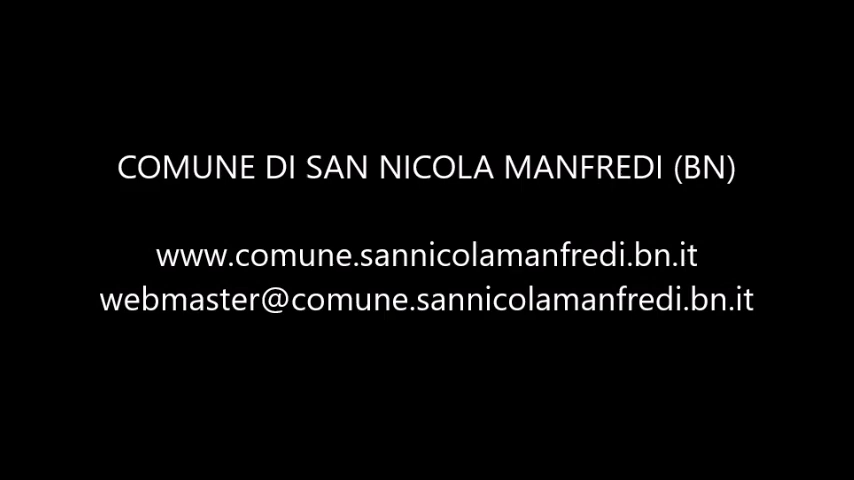 COMUNE DI SAN NICOLA MANFREDI (BN)
www.comune.sannicolamanfredi.bn.it
webmaster@comune.sannicolamanfredi.bn.it